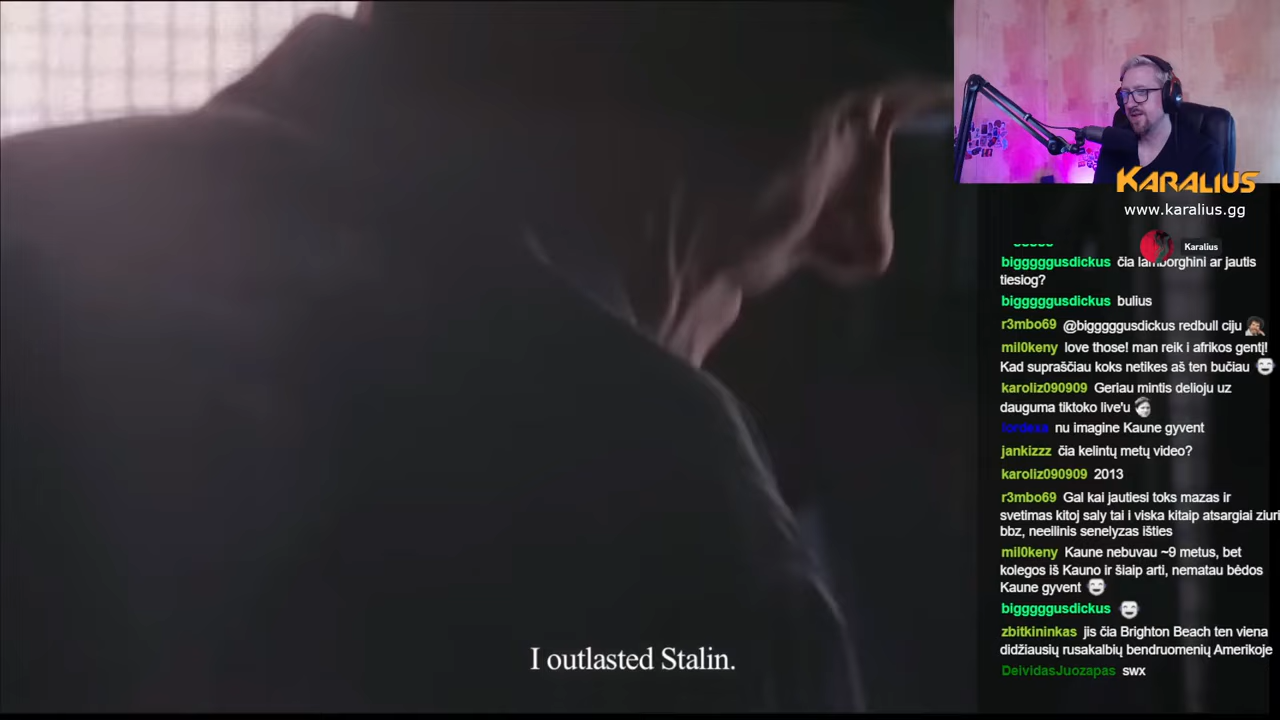 KARALIUS
www.karalius.gg
Karalius
bigggggusdickus čia lamborghini ar jautis
tiesiog?
bigggggusdickus bulius
r3mbo69 @bigggggusdickus redbull ciju
mil0keny love those! man reik i afrikos gentį!
Kad supraščiau koks netikes aš ten bučiau
karoliz090909 Geriau mintis delioju uz
dauguma tiktoko live'u
nu imagine Kaune gyvent
jankizzz čia kelintų metų video?
karoliz090909 2013
r3mbo69 Gal kai jautiesi toks mazas ir
svetimas kitoj saly tai i viska kitaip atsargiai ziuri
bbz, neeilinis senelyzas išties
mil0keny Kaune nebuvau ~9 metus, bet
kolegos iš Kauno ir šiaip arti, nematau bėdos
Kaune gyvent
bigggggusdickus
zbitkininkas jis čia Brighton Beach ten viena
didžiausių rusakalbių bendruomenių Amerikoje
DeividasJuozapas swx
I outlasted Stalin.